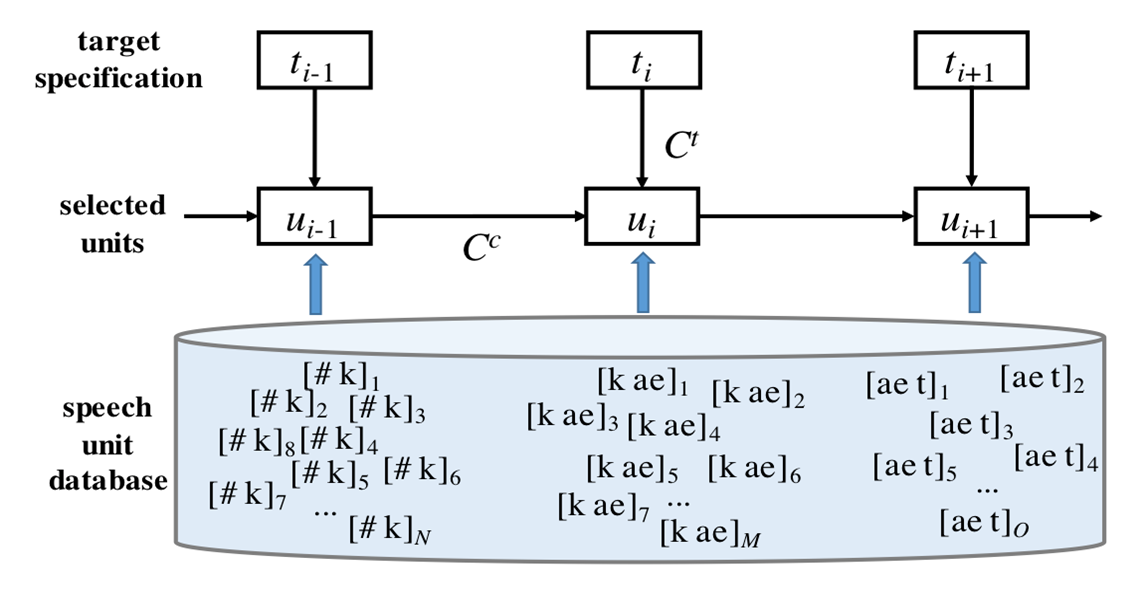 target
specification
t_{i-1}
t_i
t_{i+1}
C^t
selected
units
u_{i-1}
u_i
u_{i+1}
C^c
speech
unit
database
[# k]_1
[# k]_2 [# k]_3
[# k]_8 [# k]_4
[# k]_5 [# k]_6
[# k]_7
...
[# k]_N
[k ae]_1 [k ae]_2
[k ae]_3 [k ae]_4
[k ae]_5 [k ae]_6
[k ae]_7 ...
[k ae]_M
[ae t]_1 [ae t]_2
[ae t]_3
[ae t]_5 [ae t]_4
...
[ae t]_O